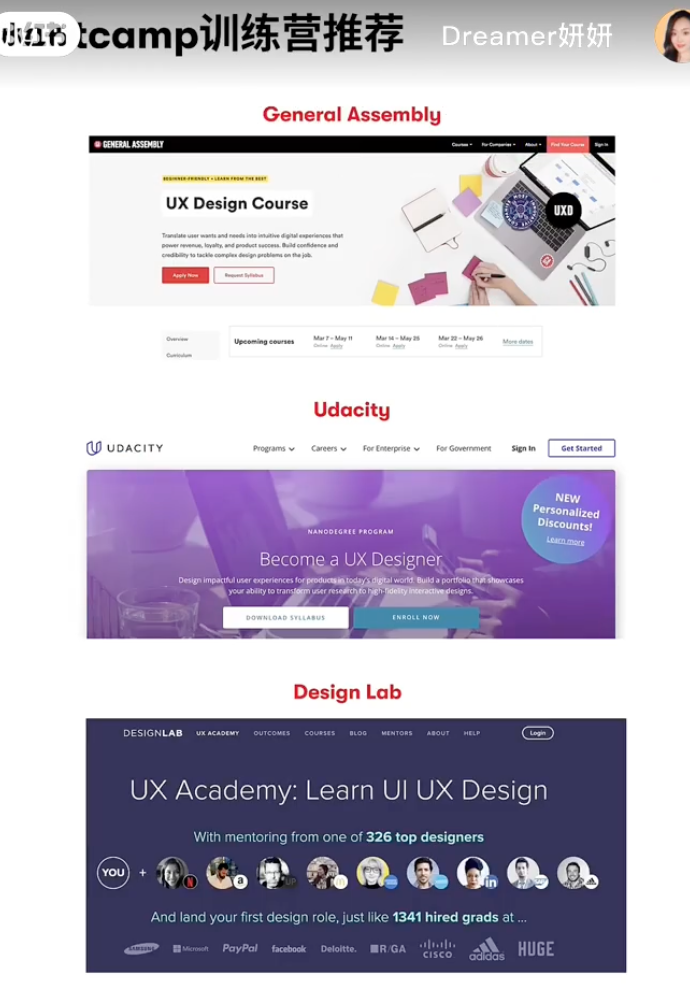 小红书
tcamp训练营推荐
Dreamer妍妍
General Assembly
GENERAL ASSEMBLY
Courses
For Companies
About
Find Your Course
Sign In
BEGINNER-FRIENDLY • LEARN FROM THE BEST
UX Design Course
Translate user wants and needs into intuitive digital experiences that
power revenue, loyalty, and product success. Build confidence and
credibility to tackle complex design problems on the job.
Apply Now
Request Syllabus
UXD
Overview
Curriculum
Upcoming courses
Mar 7 – May 11
Online Apply
Mar 14 – May 25
Online Apply
Mar 22 – May 26
Online Apply
More dates
Udacity
UDACITY
Programs
Careers
For Enterprise
For Government
Sign In
Get Started
NEW
Personalized
Discounts!
Learn more
NANODEGREE PROGRAM
Become a UX Designer
Design impactful user experiences for products in today's digital world. Build a portfolio that showcases
your ability to transform user research to high-fidelity interactive designs.
DOWNLOAD SYLLABUS
ENROLL NOW
Design Lab
DESIGNLAB
UX ACADEMY
OUTCOMES
COURSES
BLOG
MENTORS
ABOUT
HELP
Login
UX Academy: Learn UI UX Design
With mentoring from one of 326 top designers
YOU +
And land your first design role, just like 1341 hired grads at ...
SAMSUNG
Microsoft
PayPal
facebook
Deloitte.
R/GA
CISCO
adidas
HUGE